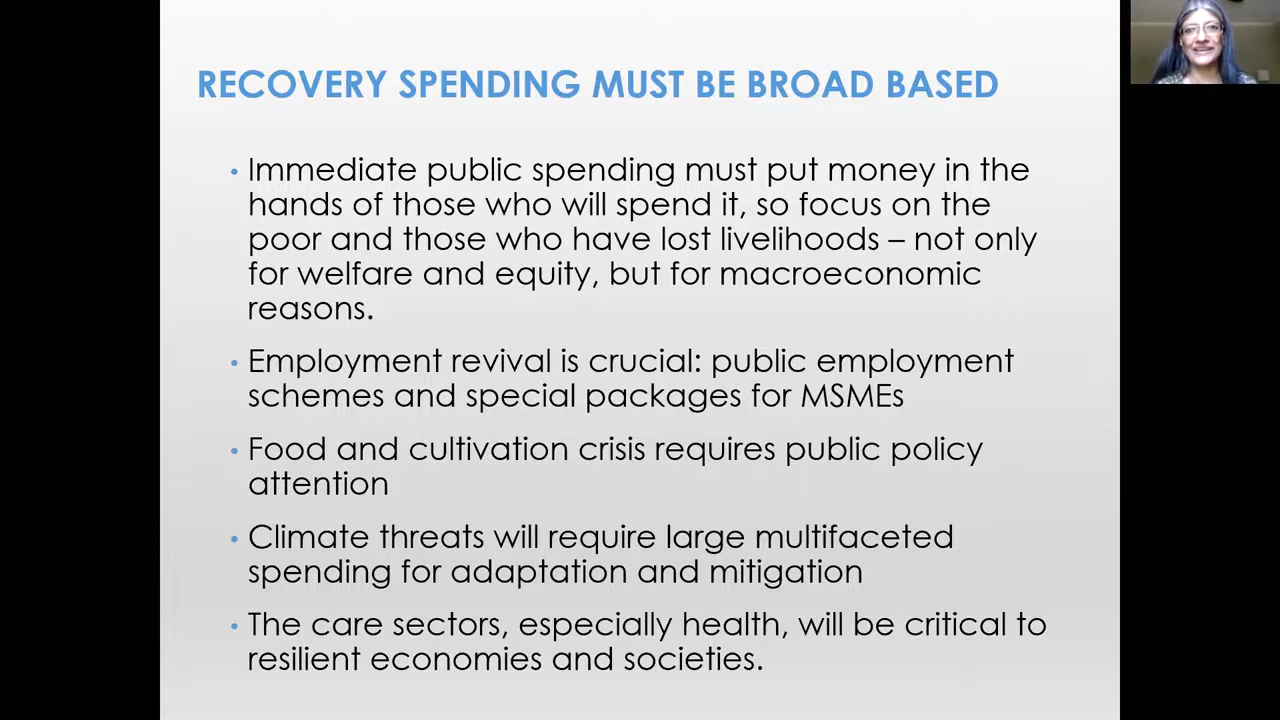 RECOVERY SPENDING MUST BE BROAD BASED
• Immediate public spending must put money in the
hands of those who will spend it, so focus on the
poor and those who have lost livelihoods – not only
for welfare and equity, but for macroeconomic
reasons.
• Employment revival is crucial: public employment
schemes and special packages for MSMEs
• Food and cultivation crisis requires public policy
attention
• Climate threats will require large multifaceted
spending for adaptation and mitigation
• The care sectors, especially health, will be critical to
resilient economies and societies.